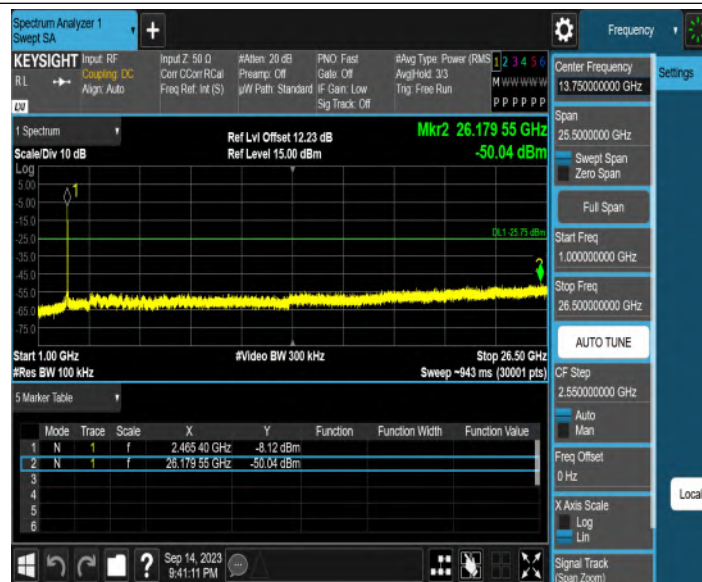 Spectrum Analyzer 1
Swept SA
+
Frequency
KEYSIGHT
RL
LXI
Input: RF
Coupling: DC
Align: Auto
Input Z: 50 Ω
Corr CCorr RCal
Freq Ref: Int (S)
#Atten: 20 dB
Preamp: Off
µW Path: Standard
PNO: Fast
Gate: Off
IF Gain: Low
Sig Track: Off
#Avg Type: Power (RMS
Avg|Hold: 3/3
Trig: Free Run
1 2 3 4 5 6
M W W W W W
P P P P P P
1 Spectrum
Scale/Div 10 dB
Ref Lvl Offset 12.23 dB
Ref Level 15.00 dBm
Mkr2 26.179 55 GHz
-50.04 dBm
Log
5.00
-5.00
-15.0
-25.0
-35.0
-45.0
-55.0
-65.0
-75.0
1
DL1 -25.75 dBm
2
Start 1.00 GHz
#Res BW 100 kHz
#Video BW 300 kHz
Stop 26.50 GHz
Sweep ~943 ms (30001 pts)
5 Marker Table
Mode Trace Scale X Y Function Function Width Function Value
1 N 1 f 2.465 40 GHz -8.12 dBm
2 N 1 f 26.179 55 GHz -50.04 dBm
3
4
5
6
?
Sep 14, 2023
9:41:11 PM
Center Frequency
13.750000000 GHz
Span
25.5000000 GHz
Swept Span
Zero Span
Full Span
Start Freq
1.000000000 GHz
Stop Freq
26.500000000 GHz
AUTO TUNE
CF Step
2.550000000 GHz
Auto
Man
Freq Offset
0 Hz
X Axis Scale
Log
Lin
Signal Track
(Span Zoom)
Settings
Local